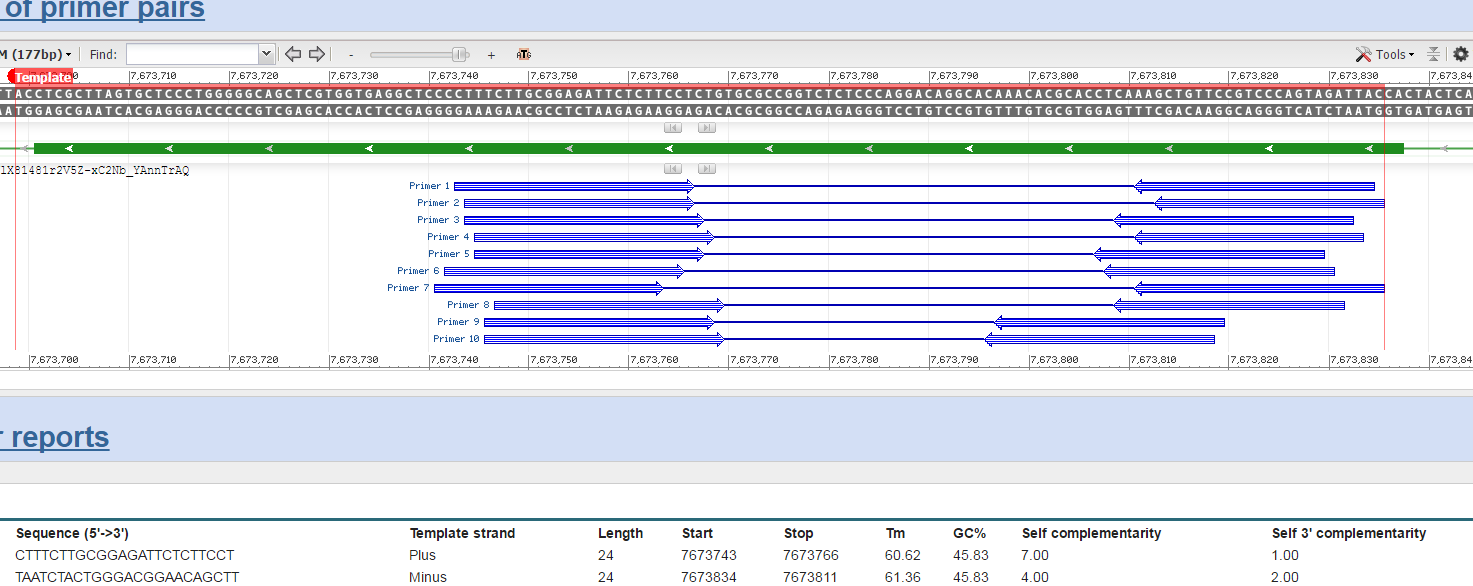 of primer pairs
M (177bp)
Find:
- +
ATG
Tools
Template
7,673,710 7,673,720 7,673,730 7,673,740 7,673,750 7,673,760 7,673,770 7,673,780 7,673,790 7,673,800 7,673,810 7,673,820 7,673,830 7,673,84
TTACCTCGCTTAGTGCTCCCTGGGGGCAGCTCGTGGTGAGGCTCCCCTTTCTTGCGGAGATTCTCTTCCTCTGTGCGCCGGTCTCTCCCAGGACAGGCACAAACACGCACCTCAAAGCTGTTCCGTCCCAGTAGATTACCACTACTCA
AATGGAGCGAATCACGAGGGACCCCCGTCGAGCACCACTCCGAGGGGAAAGAACGCCTCTAAGAGAAGGAGACACGCGGCCAGAGAGGGTCCTGTCCGTGTTTGTGCGTGGAGTTTCGACAAGGCAGGGTCATCTAATGGTGATGAGT
lX81481r2V5Z-xC2Nb_YAnnTrAQ
Primer 1
Primer 2
Primer 3
Primer 4
Primer 5
Primer 6
Primer 7
Primer 8
Primer 9
Primer 10
7,673,700 7,673,710 7,673,720 7,673,730 7,673,740 7,673,750 7,673,760 7,673,770 7,673,780 7,673,790 7,673,800 7,673,810 7,673,820 7,673,830 7,673,84
r reports
Sequence (5'->3') Template strand Length Start Stop Tm GC% Self complementarity Self 3' complementarity
CTTTCTTGCGGAGATTCTCTTCCT Plus 24 7673743 7673766 60.62 45.83 7.00 1.00
TAATCTACTGGGACGGAACAGCTT Minus 24 7673834 7673811 61.36 45.83 4.00 2.00